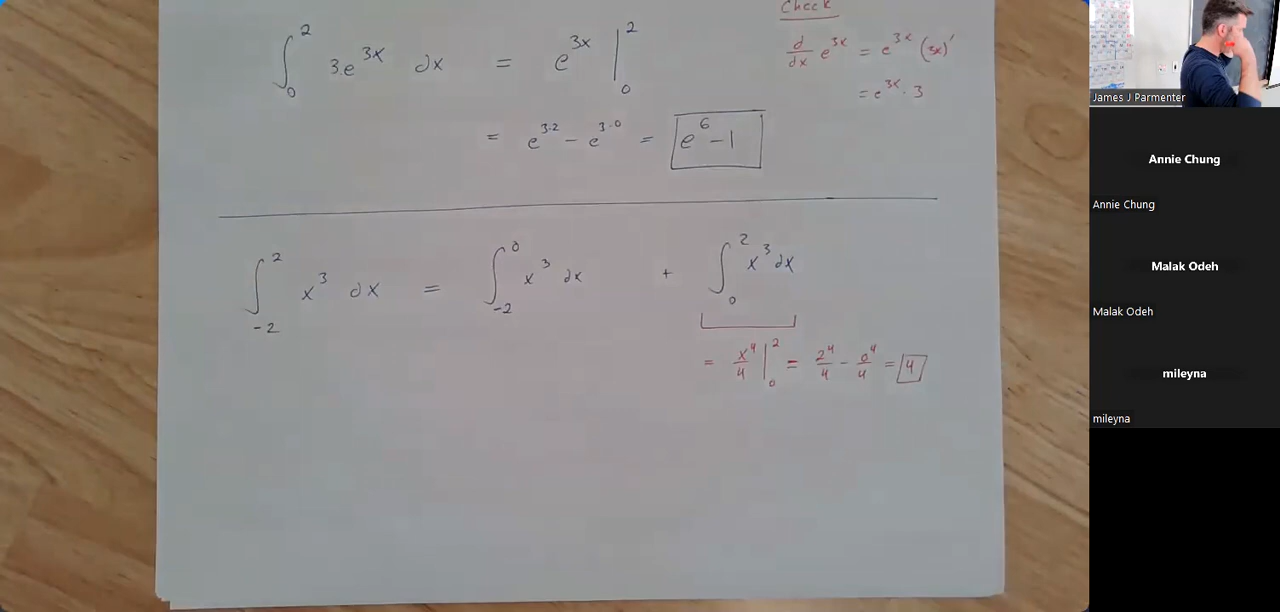 Check
∫₀² 3e^{3x} dx = e^{3x} |₀²
d/dx e^{3x} = e^{3x} (3x)'
= e^{3x} · 3
= e^{3·2} − e^{3·0} = e⁶ − 1
∫₋₂² x³ dx = ∫₋₂⁰ x³ dx + ∫₀² x³ dx
= x⁴/4 |₀² = 2⁴/4 − 0⁴/4 = 4
James J Parmenter
Annie Chung
Annie Chung
Malak Odeh
Malak Odeh
mileyna
mileyna